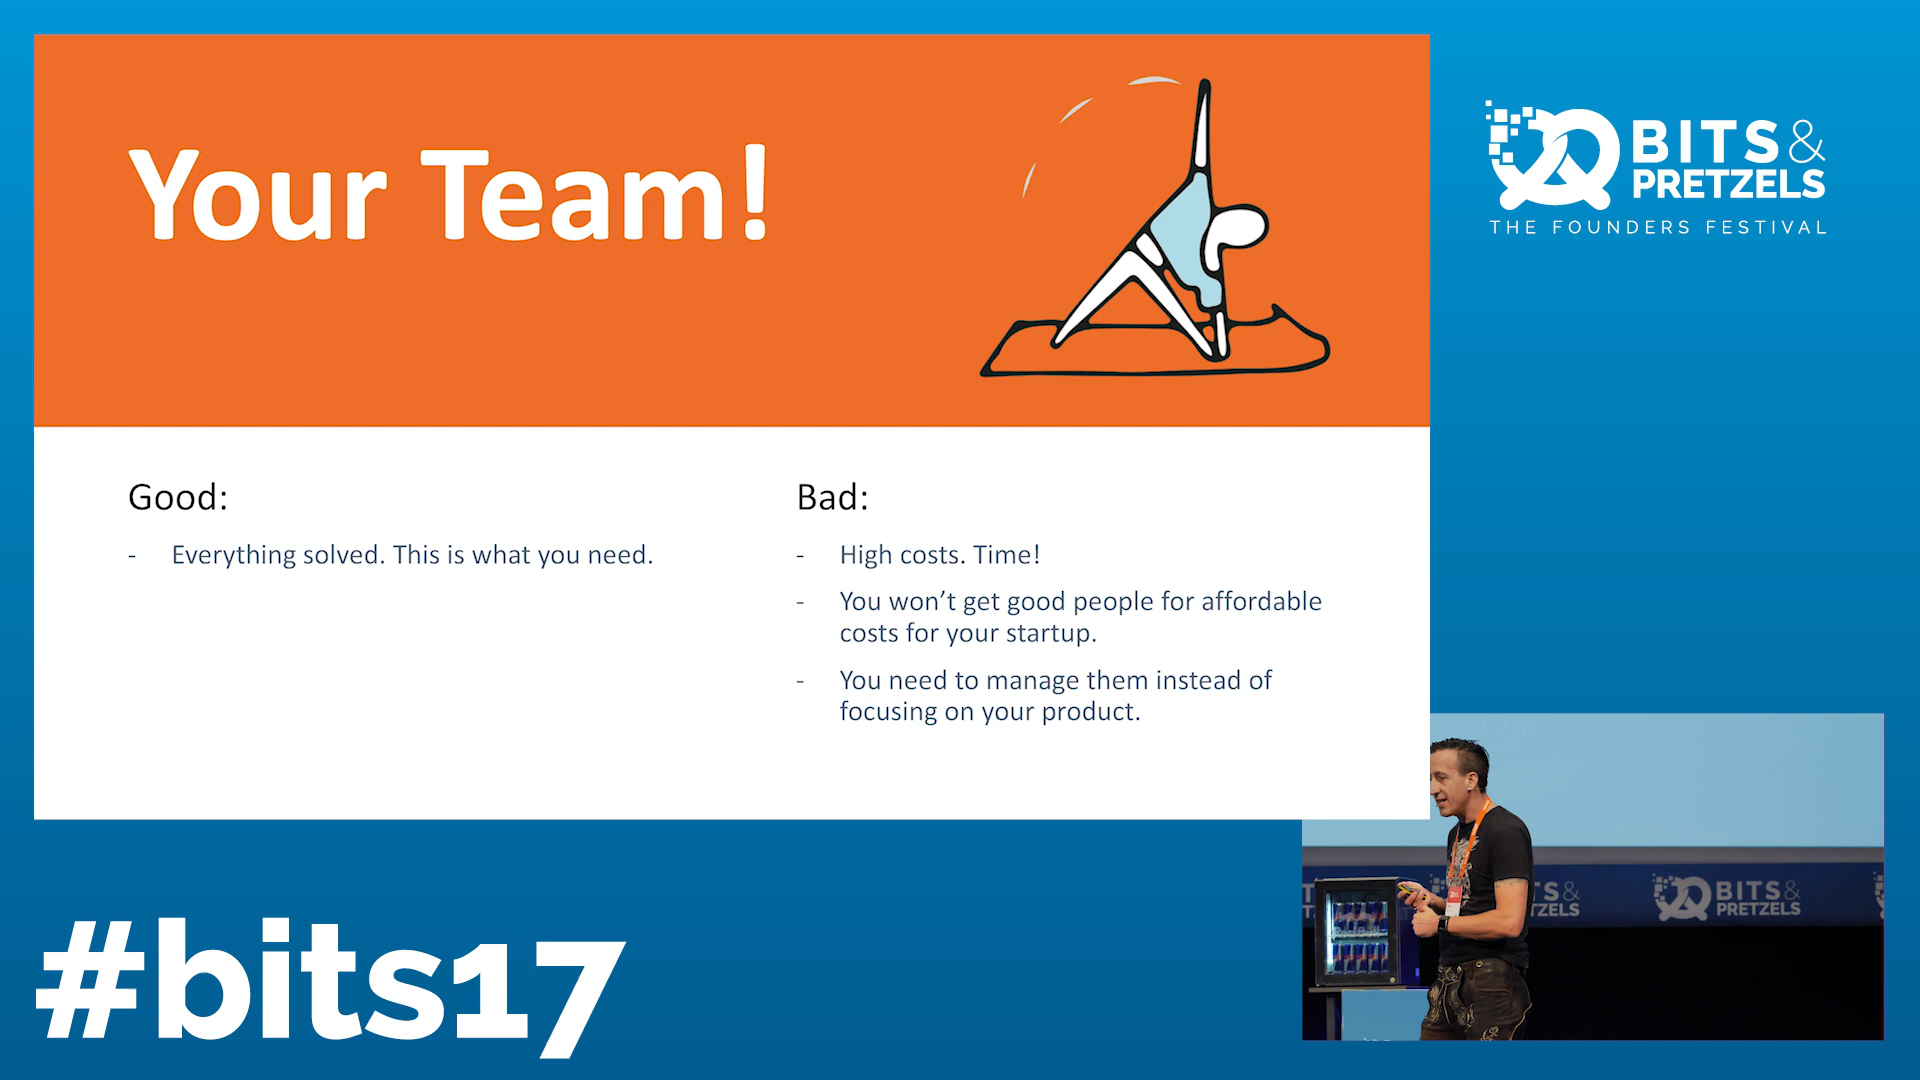 Your Team!
BITS &
PRETZELS
THE FOUNDERS FESTIVAL
Good:
- Everything solved. This is what you need.
Bad:
- High costs. Time!
- You won’t get good people for affordable
costs for your startup.
- You need to manage them instead of
focusing on your product.
BITS &
PRETZELS
#bits17